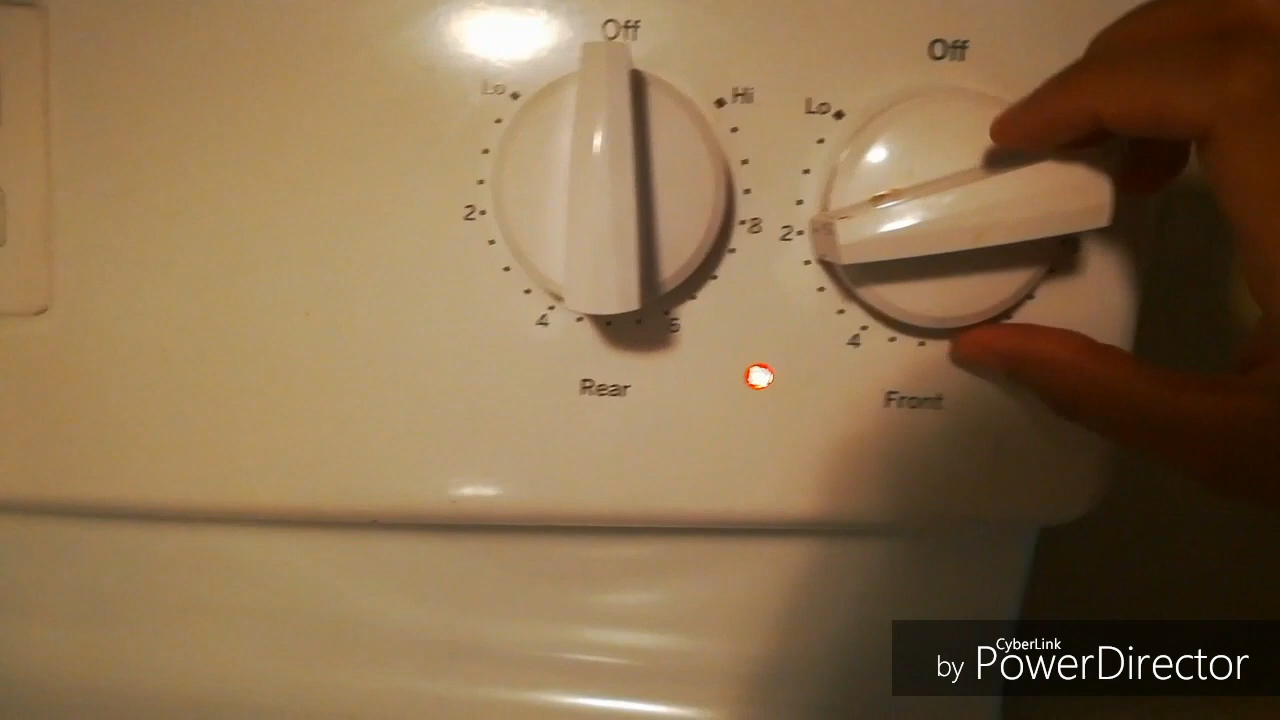 Off
Lo
Hi
2
8
4
6
Rear
Off
Lo
2
4
Front
by CyberLink PowerDirector